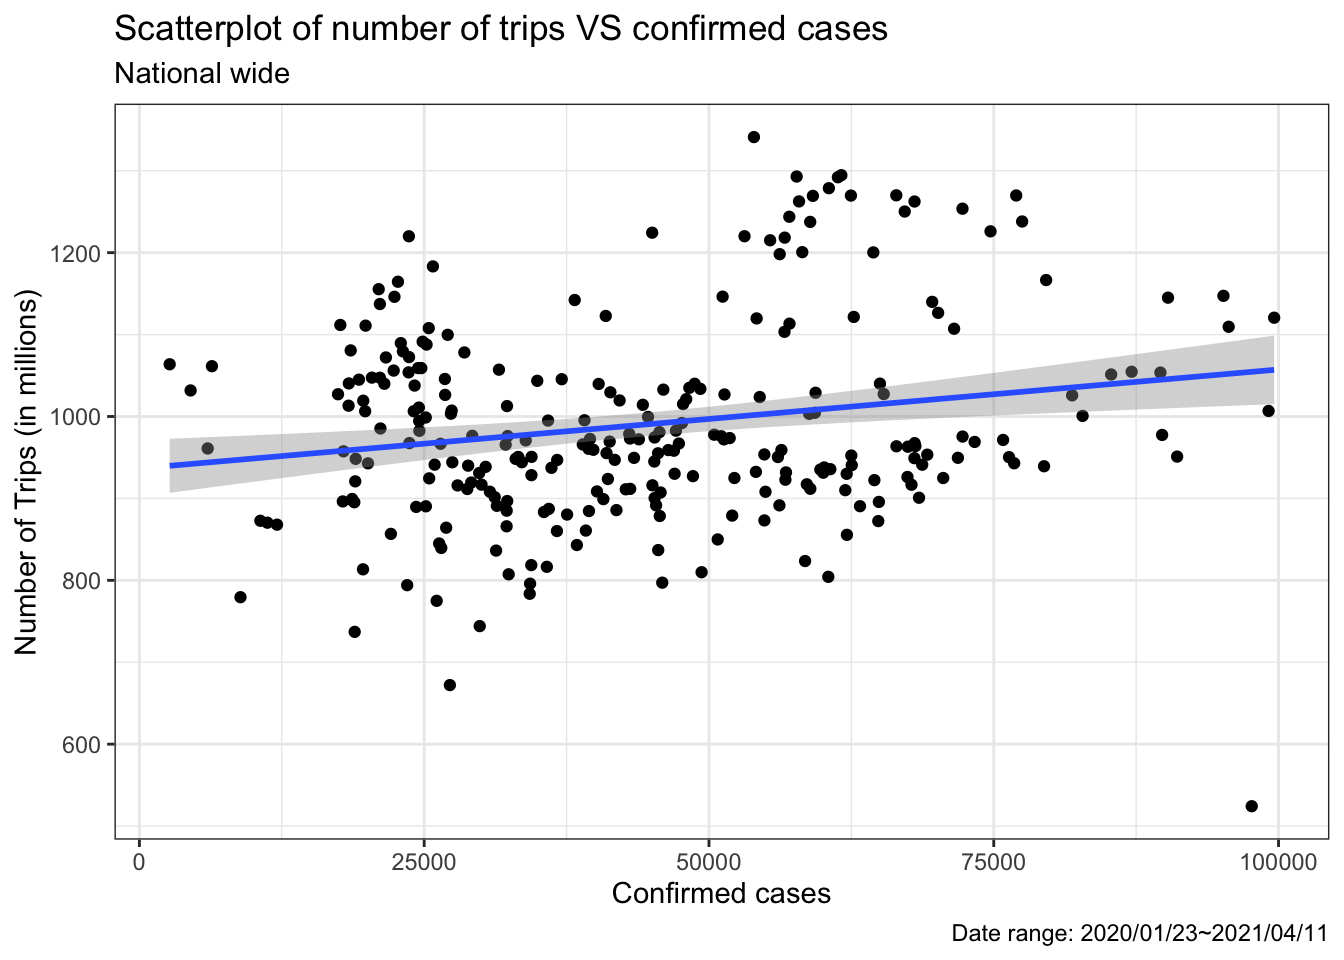 Scatterplot of number of trips VS confirmed cases
National wide
Number of Trips (in millions)
1200
1000
800
600
0 25000 50000 75000 100000
Confirmed cases
Date range: 2020/01/23~2021/04/11